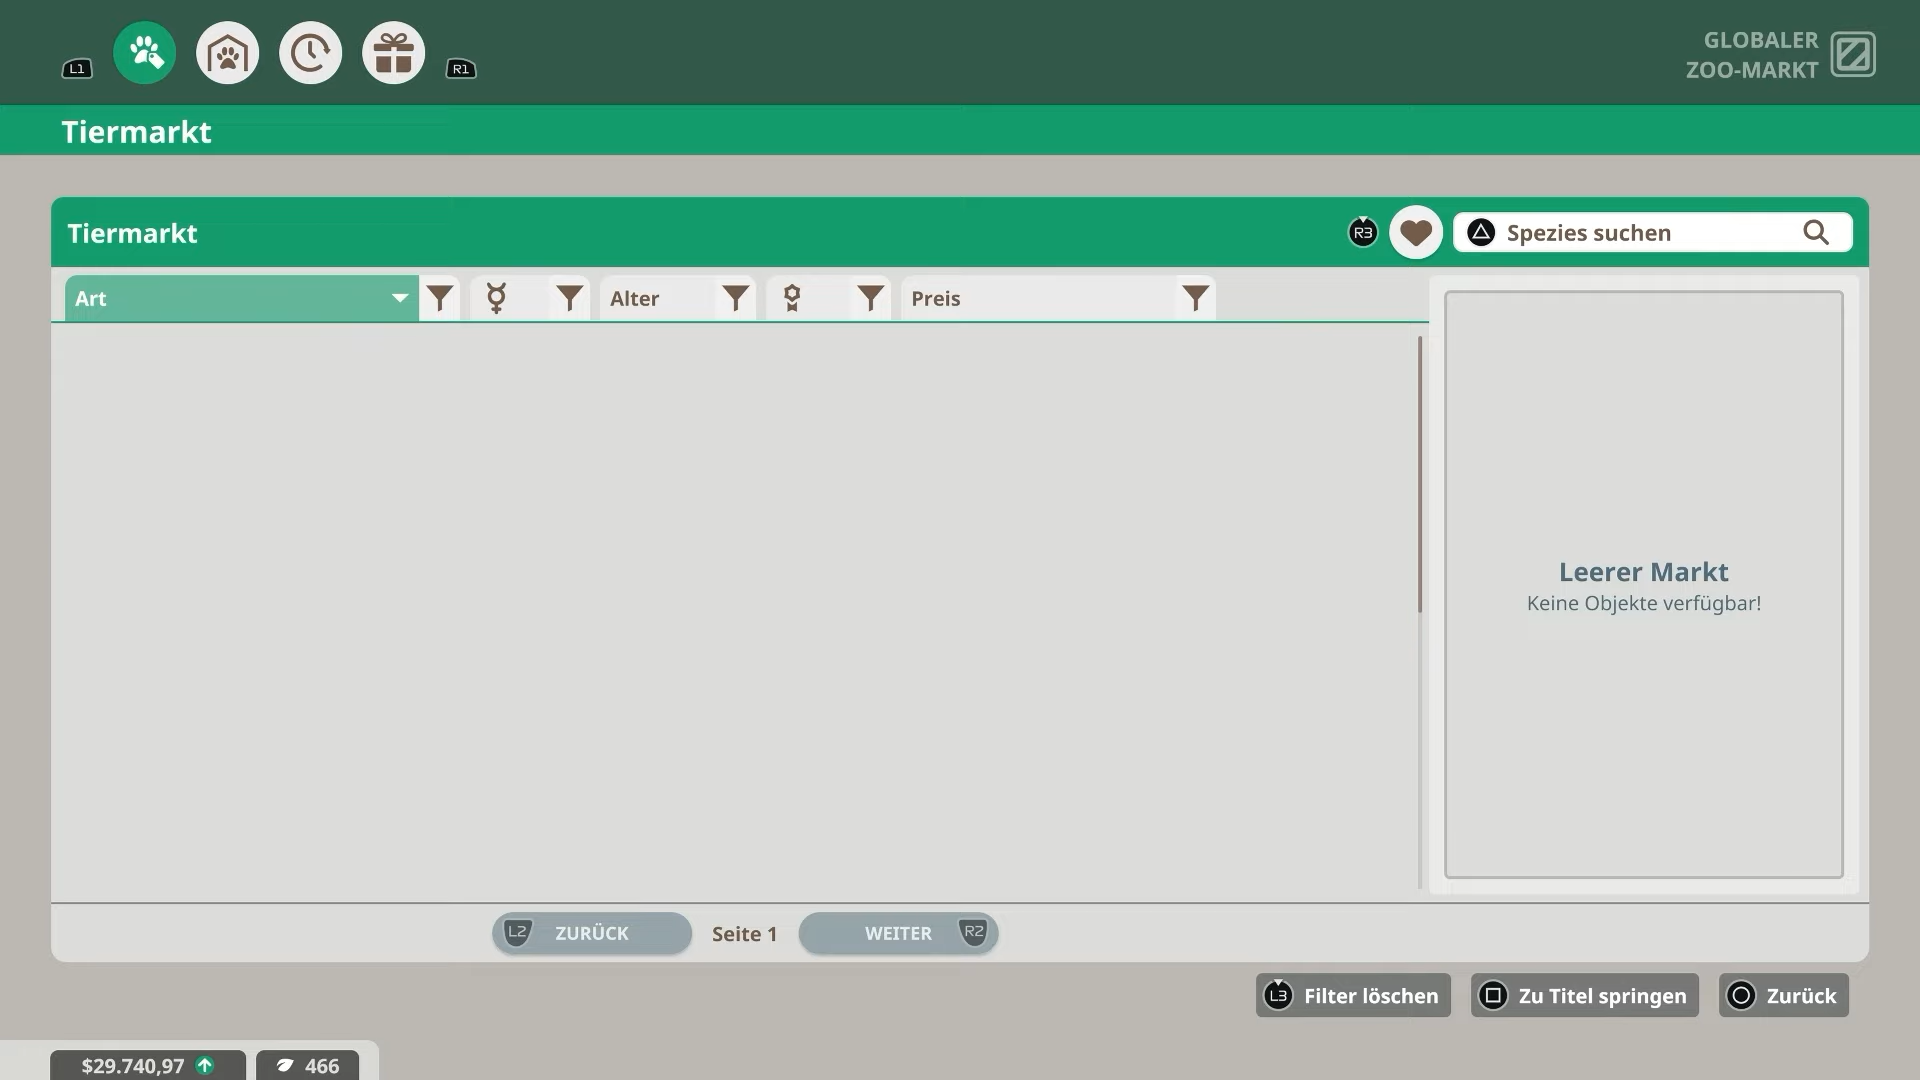 L1
R1
GLOBALER
ZOO-MARKT
Tiermarkt
Tiermarkt
R3
Spezies suchen
Art
Alter
Preis
Leerer Markt
Keine Objekte verfügbar!
L2 ZURÜCK Seite 1 WEITER R2
L3 Filter löschen Zu Titel springen Zurück
$29.740,97 466